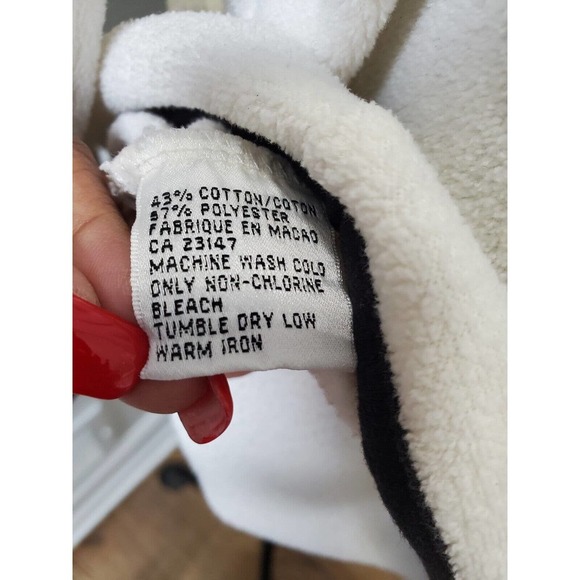 43% COTTON/COTON
57% POLYESTER
FABRIQUE EN MACAO
CA 23147
MACHINE WASH COLD
ONLY NON-CHLORINE
BLEACH
TUMBLE DRY LOW
WARM IRON